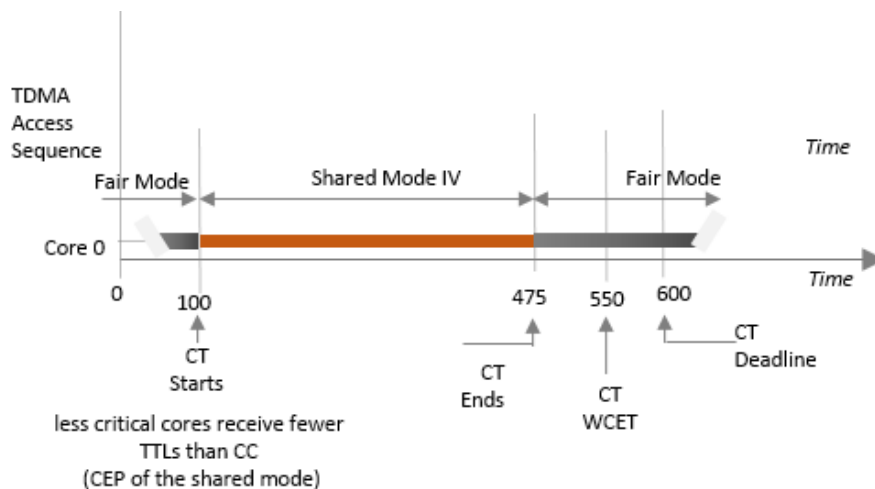 TDMA
Access
Sequence
Time
Fair Mode
Shared Mode IV
Fair Mode
Core 0
Time
0
100
475
550
600
CT
Starts
CT
Ends
CT
WCET
CT
Deadline
less critical cores receive fewer
TTLs than CC
(CEP of the shared mode)